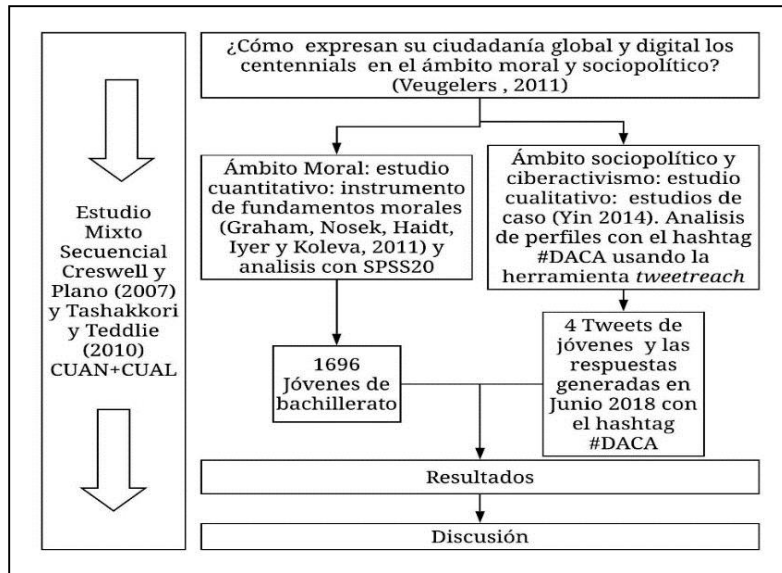 ¿Cómo expresan su ciudadanía global y digital los
centennials en el ámbito moral y sociopolítico?
(Veugelers , 2011)
Ámbito Moral: estudio
cuantitativo: instrumento
de fundamentos morales
(Graham, Nosek, Haidt,
Iyer y Koleva, 2011) y
analisis con SPSS20
Ámbito sociopolítico y
ciberactivismo: estudio
cualitativo: estudios de
caso (Yin 2014). Analisis
de perfiles con el hashtag
#DACA usando la
herramienta tweetreach
Estudio
Mixto
Secuencial
Creswell y
Plano (2007)
y Tashakkori
y Teddlie
(2010)
CUAN+CUAL
1696
Jóvenes de
bachillerato
4 Tweets de
jóvenes y las
respuestas
generadas en
Junio 2018 con
el hashtag
#DACA
Resultados
Discusión